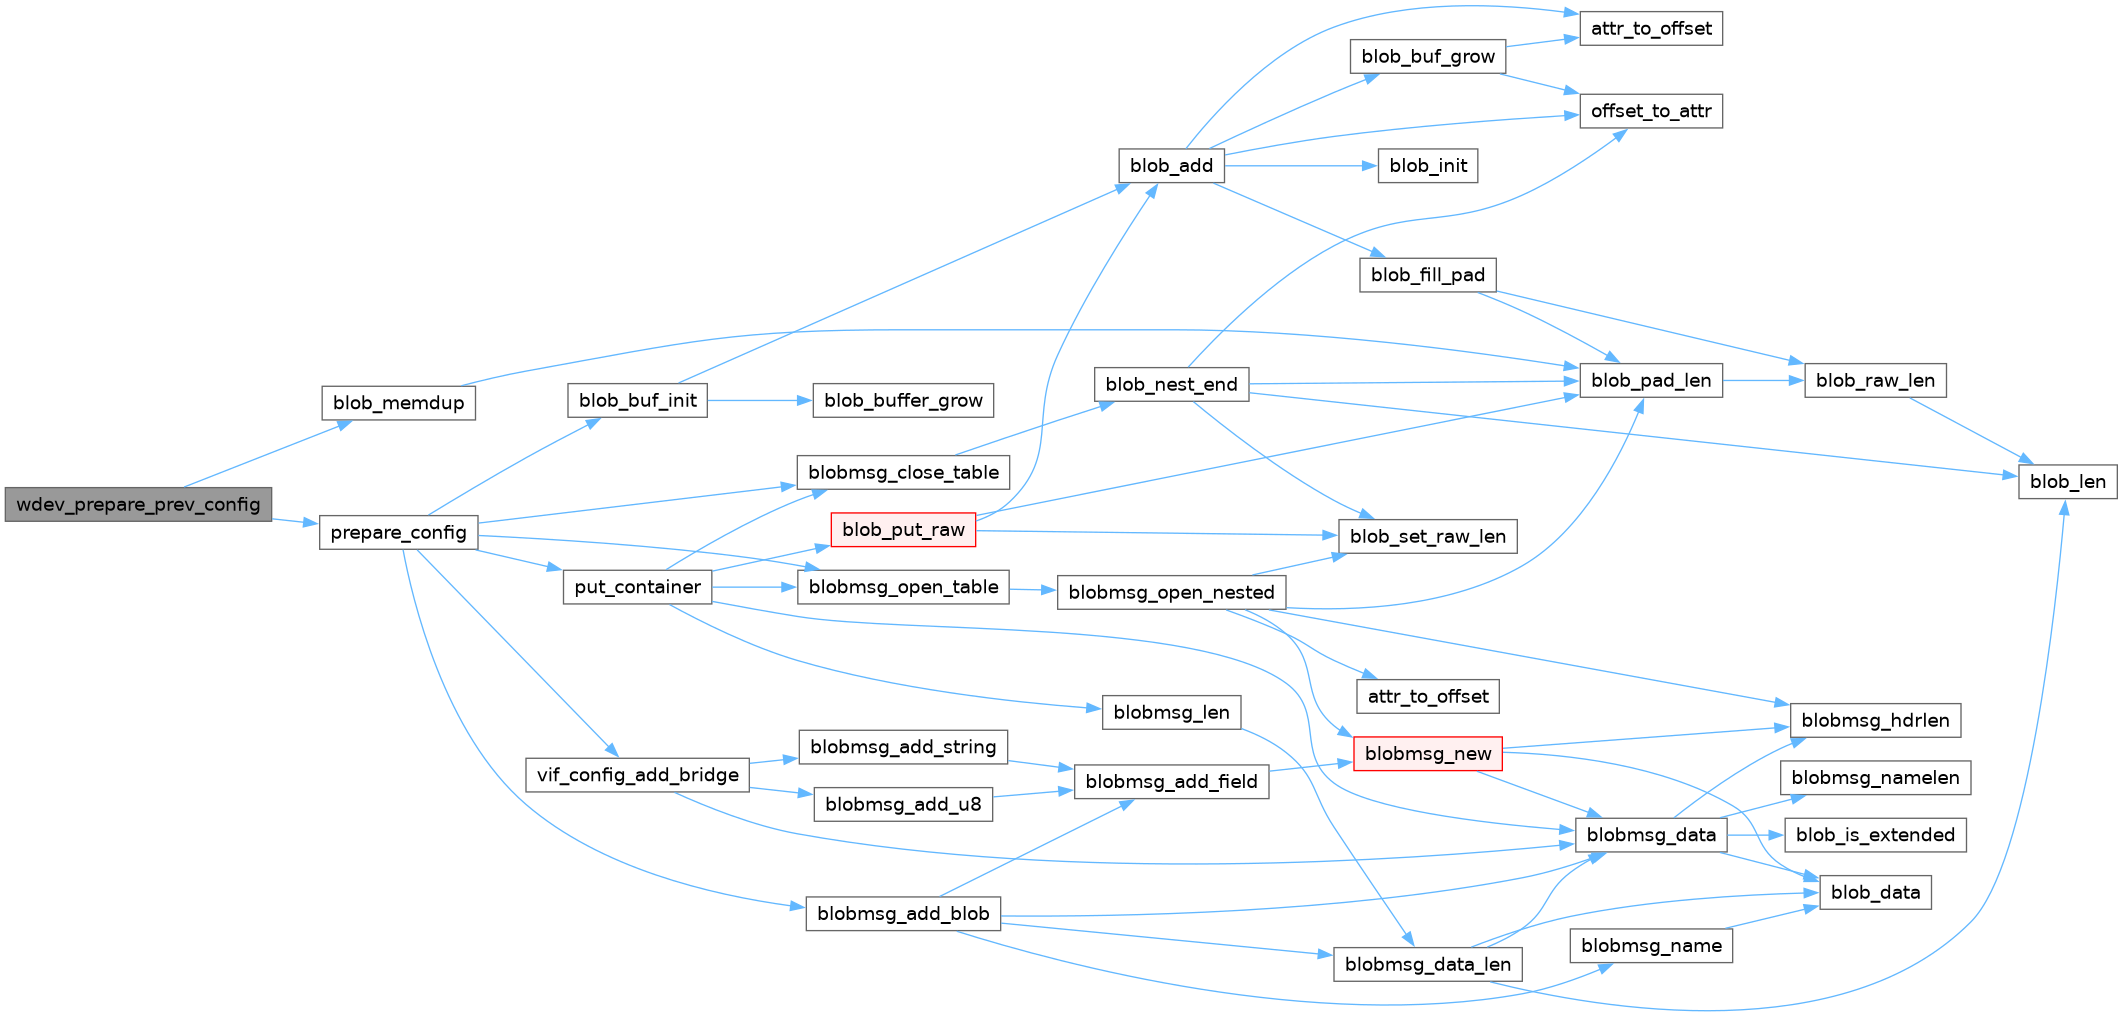 attr_to_offset
blob_buf_grow
offset_to_attr
blob_add
blob_init
blob_fill_pad
blob_nest_end
blob_pad_len
blob_raw_len
blob_memdup
blob_buf_init
blob_buffer_grow
blobmsg_close_table
blob_len
wdev_prepare_prev_config
prepare_config
blob_put_raw
blob_set_raw_len
put_container
blobmsg_open_table
blobmsg_open_nested
attr_to_offset
blobmsg_len
blobmsg_hdrlen
blobmsg_add_string
blobmsg_new
vif_config_add_bridge
blobmsg_add_field
blobmsg_namelen
blobmsg_add_u8
blobmsg_data
blob_is_extended
blob_data
blobmsg_add_blob
blobmsg_name
blobmsg_data_len